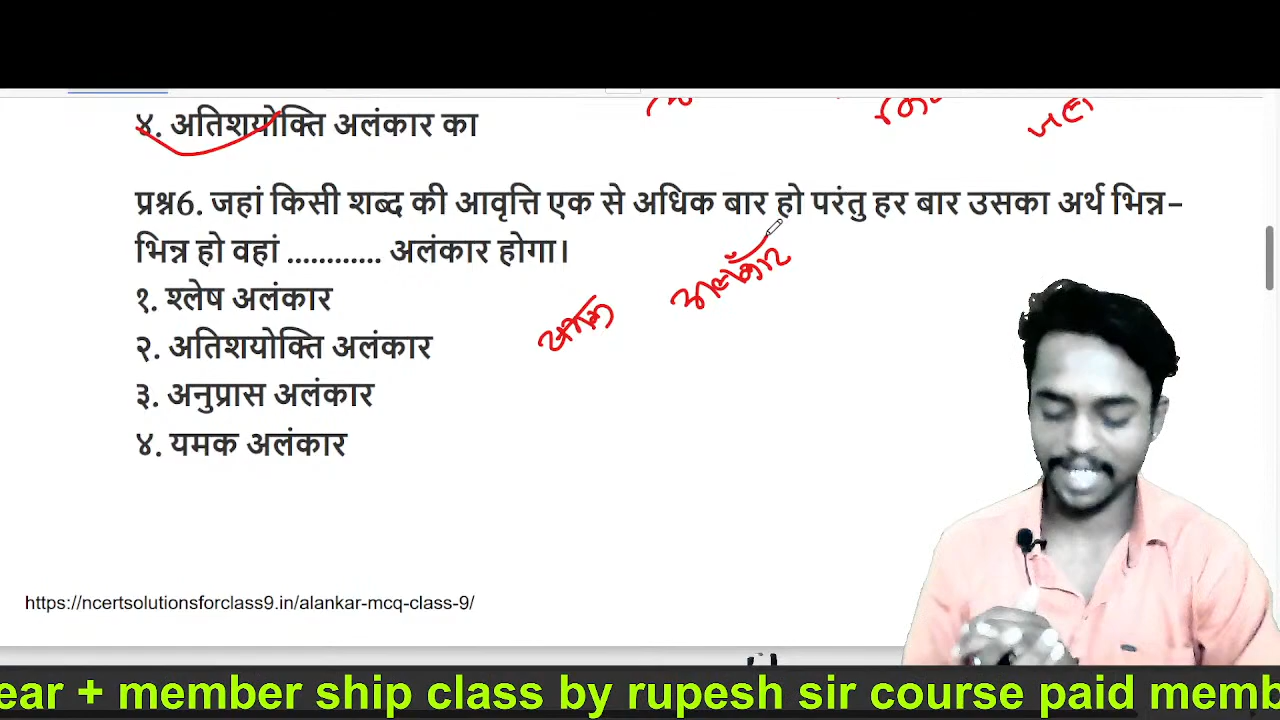 ४. अतिशयोक्ति अलंकार का
प्रश्न6. जहां किसी शब्द की आवृत्ति एक से अधिक बार हो परंतु हर बार उसका अर्थ भिन्न-
भिन्न हो वहां ............ अलंकार होगा।
यमक अलंकार
१. श्लेष अलंकार
२. अतिशयोक्ति अलंकार
३. अनुप्रास अलंकार
४. यमक अलंकार
https://ncertsolutionsforclass9.in/alankar-mcq-class-9/
ear + member ship class by rupesh sir course paid memb